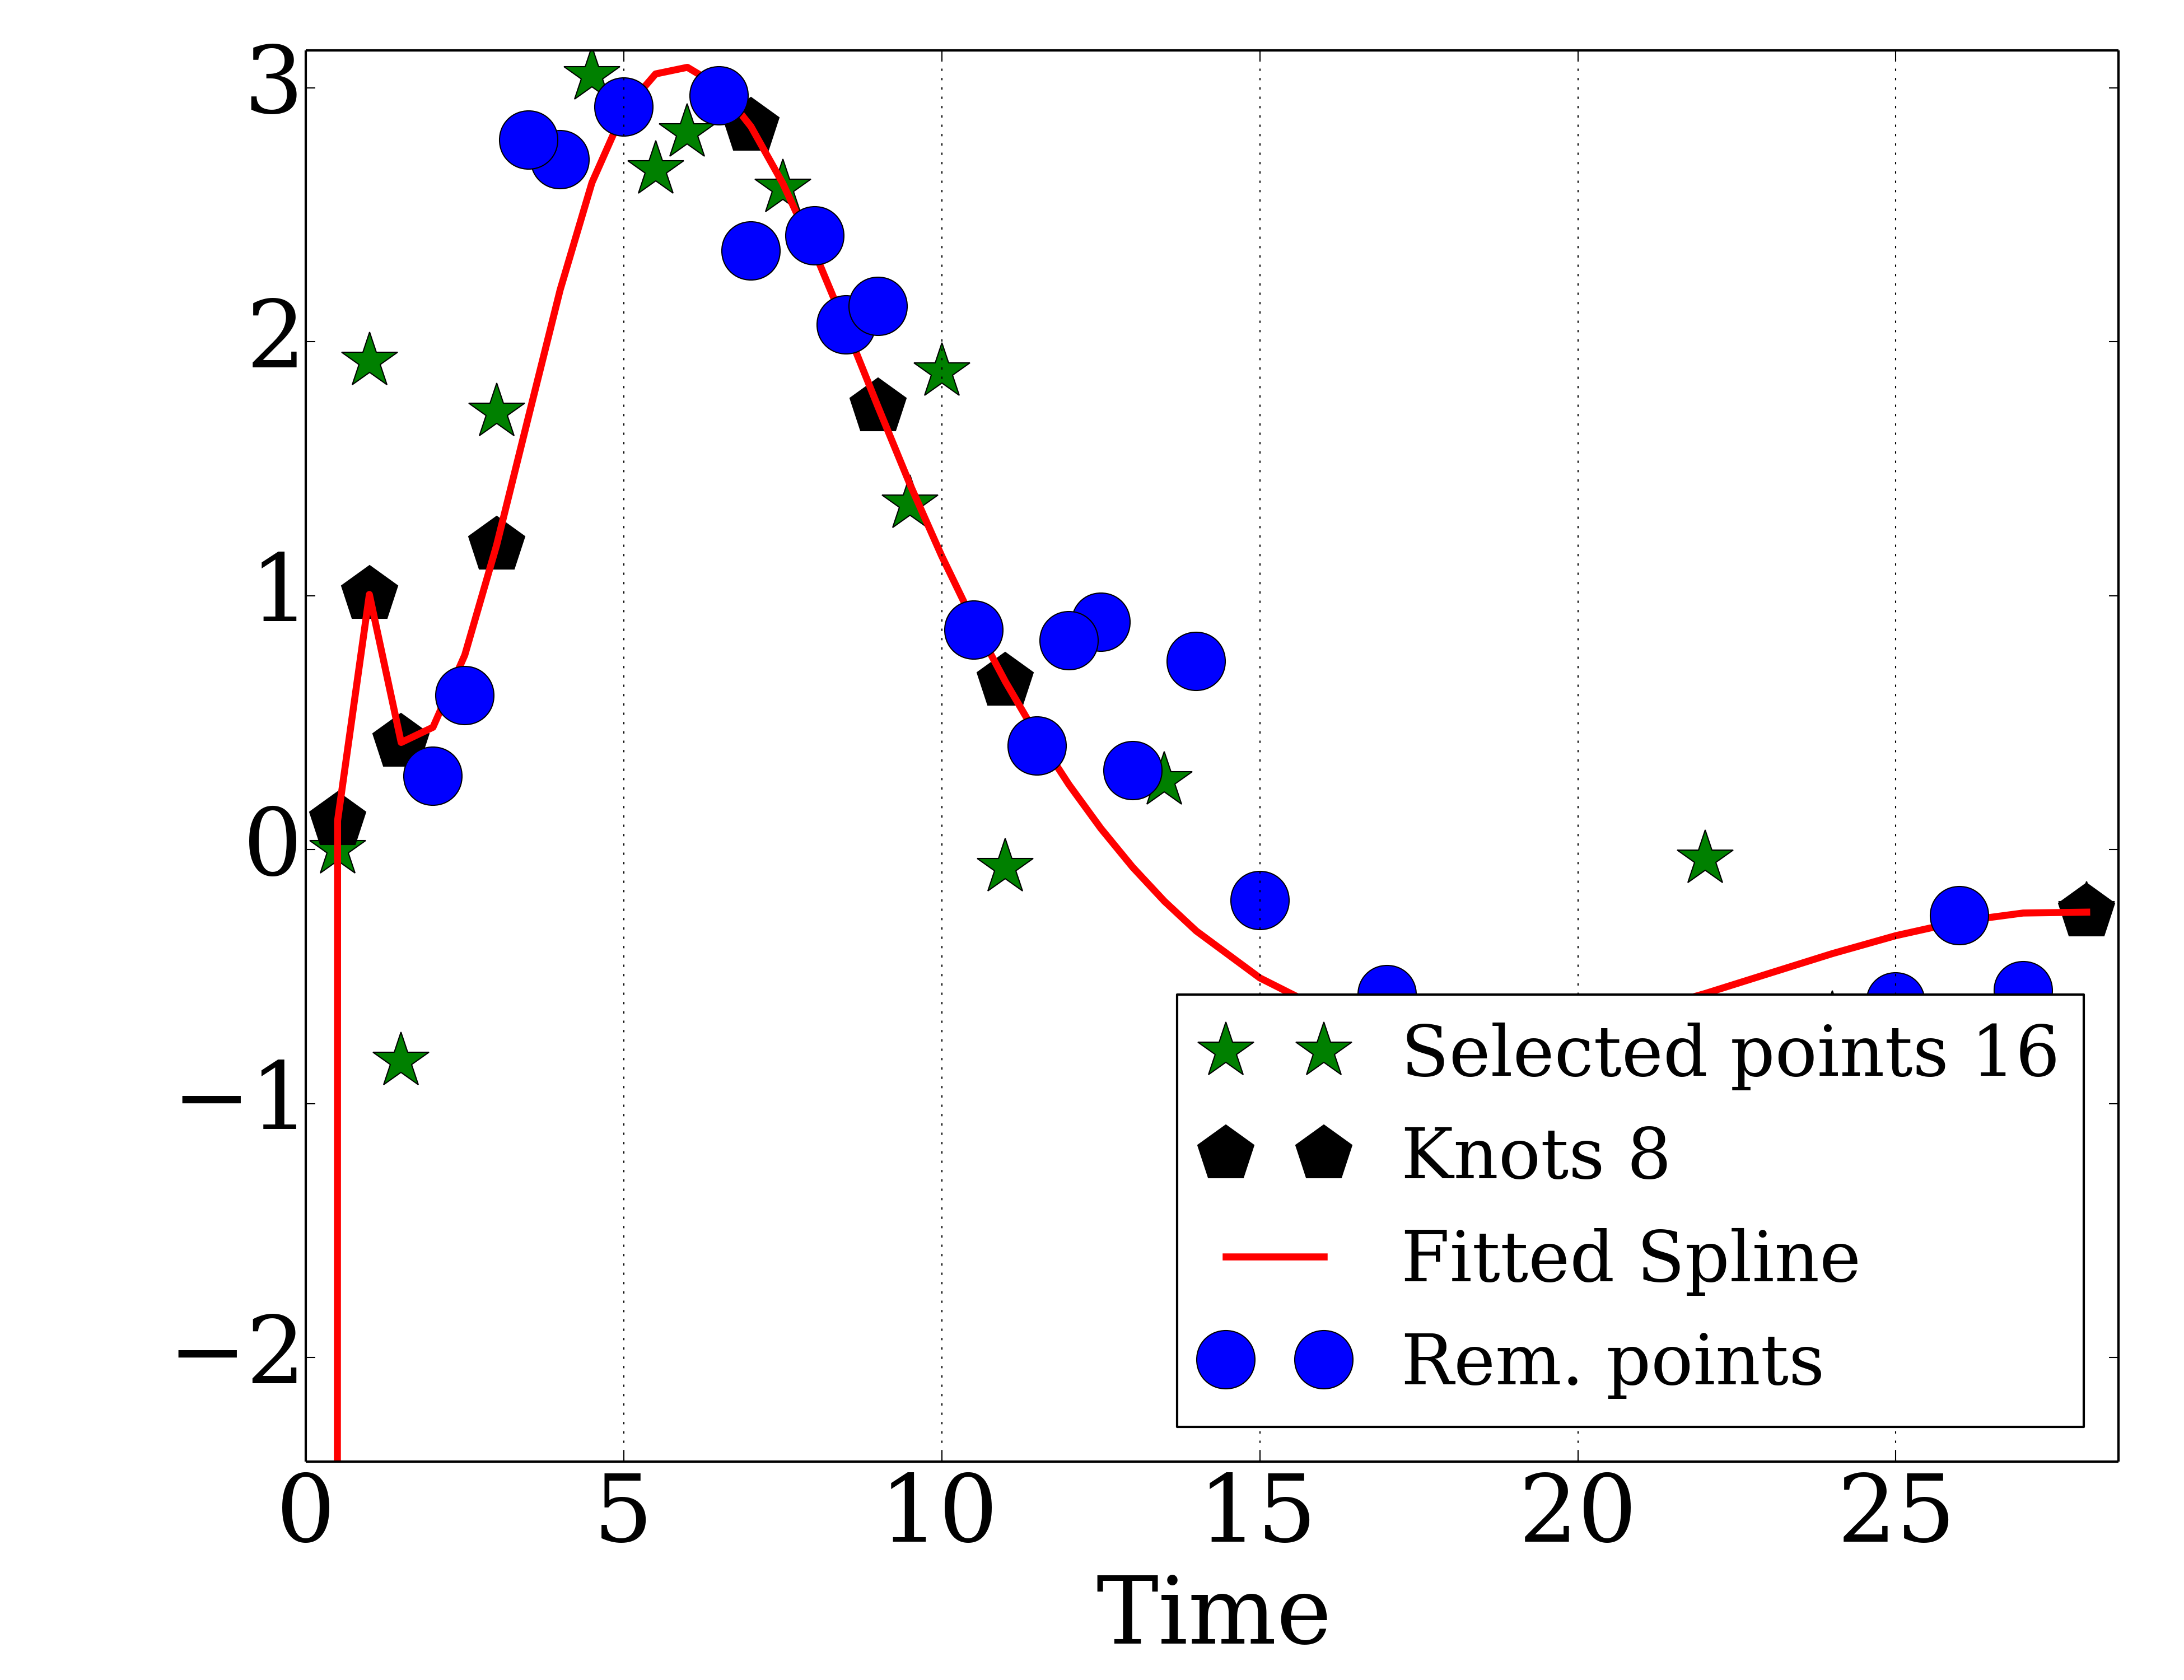 3
2
1
0
−1
−2
0 5 10 15 20 25
Time
Selected points 16
Knots 8
Fitted Spline
Rem. points